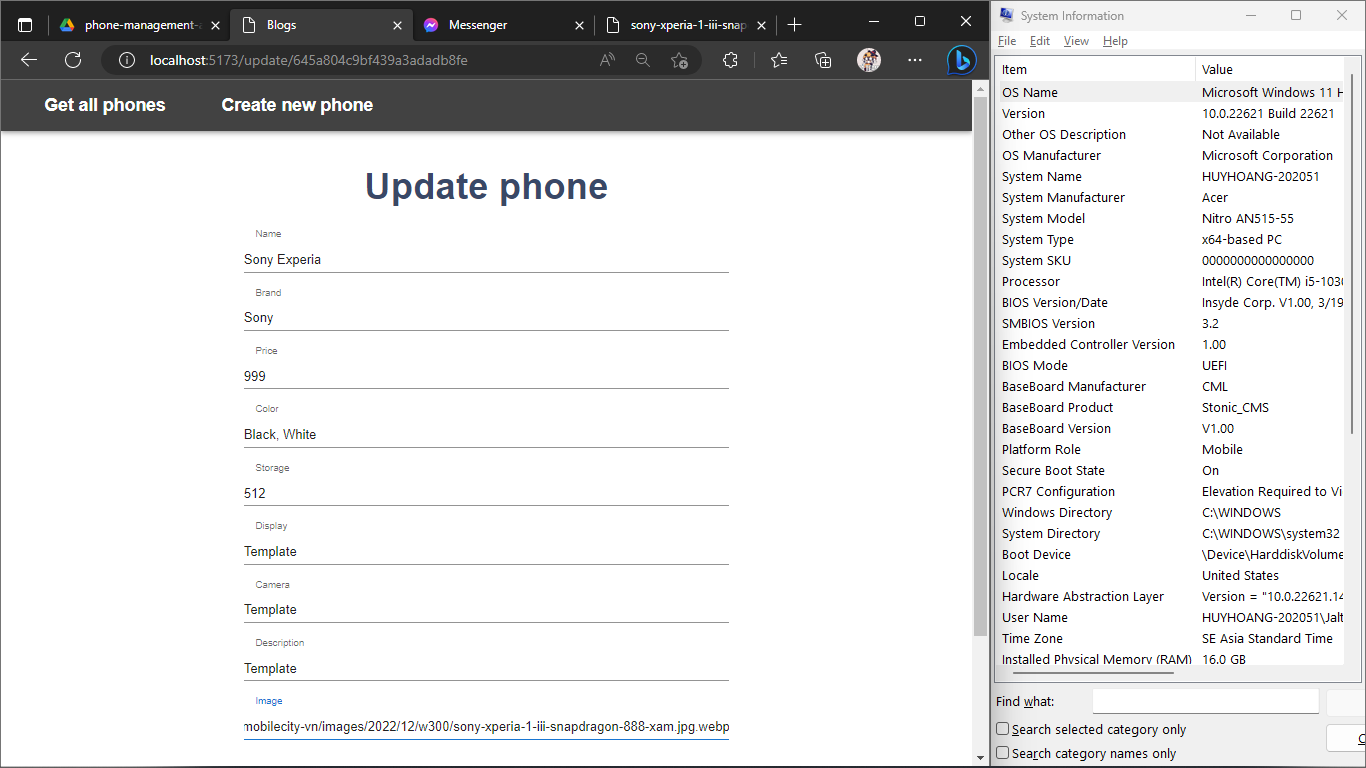 phone-management-a
Blogs
Messenger
sony-xperia-1-iii-snap
localhost:5173/update/645a804c9bf439a3adadb8fe
Get all phones
Create new phone
Update phone
Name
Sony Experia
Brand
Sony
Price
999
Color
Black, White
Storage
512
Display
Template
Camera
Template
Description
Template
Image
mobilecity-vn/images/2022/12/w300/sony-xperia-1-iii-snapdragon-888-xam.jpg.webp
System Information
File Edit View Help
Item Value
OS Name Microsoft Windows 11 H
Version 10.0.22621 Build 22621
Other OS Description Not Available
OS Manufacturer Microsoft Corporation
System Name HUYHOANG-202051
System Manufacturer Acer
System Model Nitro AN515-55
System Type x64-based PC
System SKU 0000000000000000
Processor Intel(R) Core(TM) i5-1030
BIOS Version/Date Insyde Corp. V1.00, 3/19
SMBIOS Version 3.2
Embedded Controller Version 1.00
BIOS Mode UEFI
BaseBoard Manufacturer CML
BaseBoard Product Stonic_CMS
BaseBoard Version V1.00
Platform Role Mobile
Secure Boot State On
PCR7 Configuration Elevation Required to Vi
Windows Directory C:\WINDOWS
System Directory C:\WINDOWS\system32
Boot Device \Device\HarddiskVolume
Locale United States
Hardware Abstraction Layer Version = "10.0.22621.14
User Name HUYHOANG-202051\Jalt
Time Zone SE Asia Standard Time
Installed Physical Memory (RAM) 16.0 GB
Find what:
Search selected category only
Search category names only